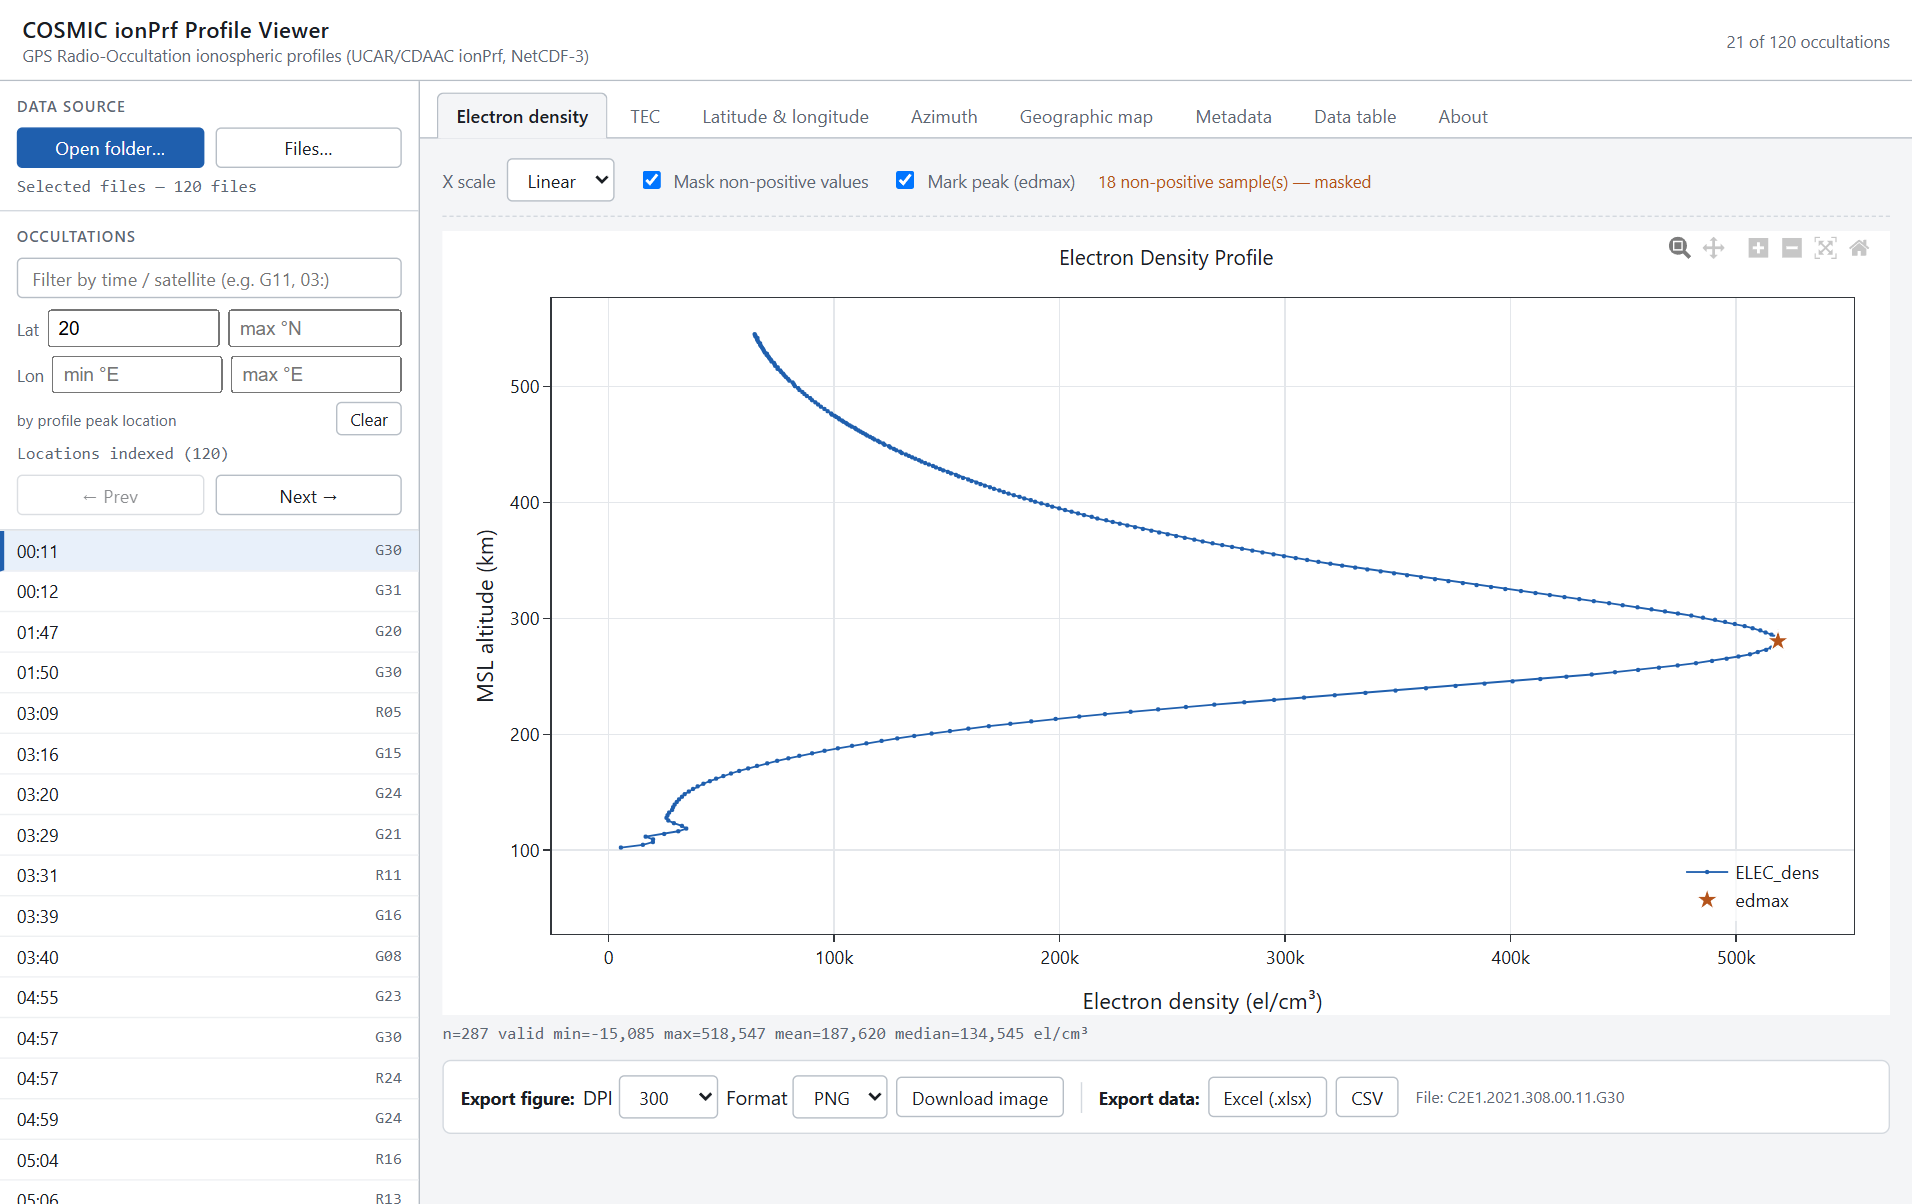 COSMIC ionPrf Profile Viewer
GPS Radio-Occultation ionospheric profiles (UCAR/CDAAC ionPrf, NetCDF-3)
21 of 120 occultations
DATA SOURCE
Open folder... Files...
Selected files — 120 files
OCCULTATIONS
Filter by time / satellite (e.g. G11, 03:)
Lat 20 max °N
Lon min °E max °E
by profile peak location Clear
Locations indexed (120)
← Prev Next →
00:11 G30
00:12 G31
01:47 G20
01:50 G30
03:09 R05
03:16 G15
03:20 G24
03:29 G21
03:31 R11
03:39 G16
03:40 G08
04:55 G23
04:57 G30
04:57 R24
04:59 G24
05:04 R16
05:06 R13
Electron density TEC Latitude & longitude Azimuth Geographic map Metadata Data table About
X scale Linear Mask non-positive values Mark peak (edmax) 18 non-positive sample(s) — masked
Electron Density Profile
MSL altitude (km)
500
400
300
200
100
ELEC_dens
edmax
0 100k 200k 300k 400k 500k
Electron density (el/cm³)
n=287 valid min=-15,085 max=518,547 mean=187,620 median=134,545 el/cm³
Export figure: DPI 300 Format PNG Download image Export data: Excel (.xlsx) CSV File: C2E1.2021.308.00.11.G30